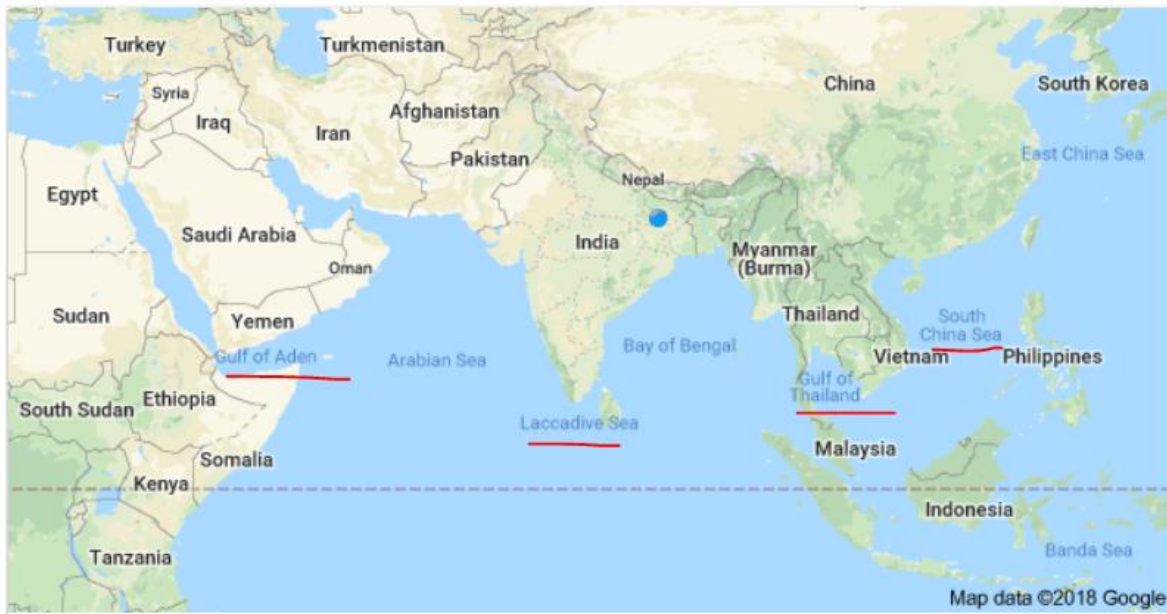 Turkey
Turkmenistan
China
South Korea
Syria
Afghanistan
Iraq
Iran
East China Sea
Pakistan
Nepal
Egypt
Saudi Arabia
India
Myanmar
(Burma)
Oman
Sudan
Yemen
Thailand
South
China Sea
Gulf of Aden
Arabian Sea
Bay of Bengal
Vietnam
Philippines
Gulf of
Thailand
Ethiopia
South Sudan
Laccadive Sea
Malaysia
Somalia
Kenya
Indonesia
Tanzania
Banda Sea
Map data ©2018 Google